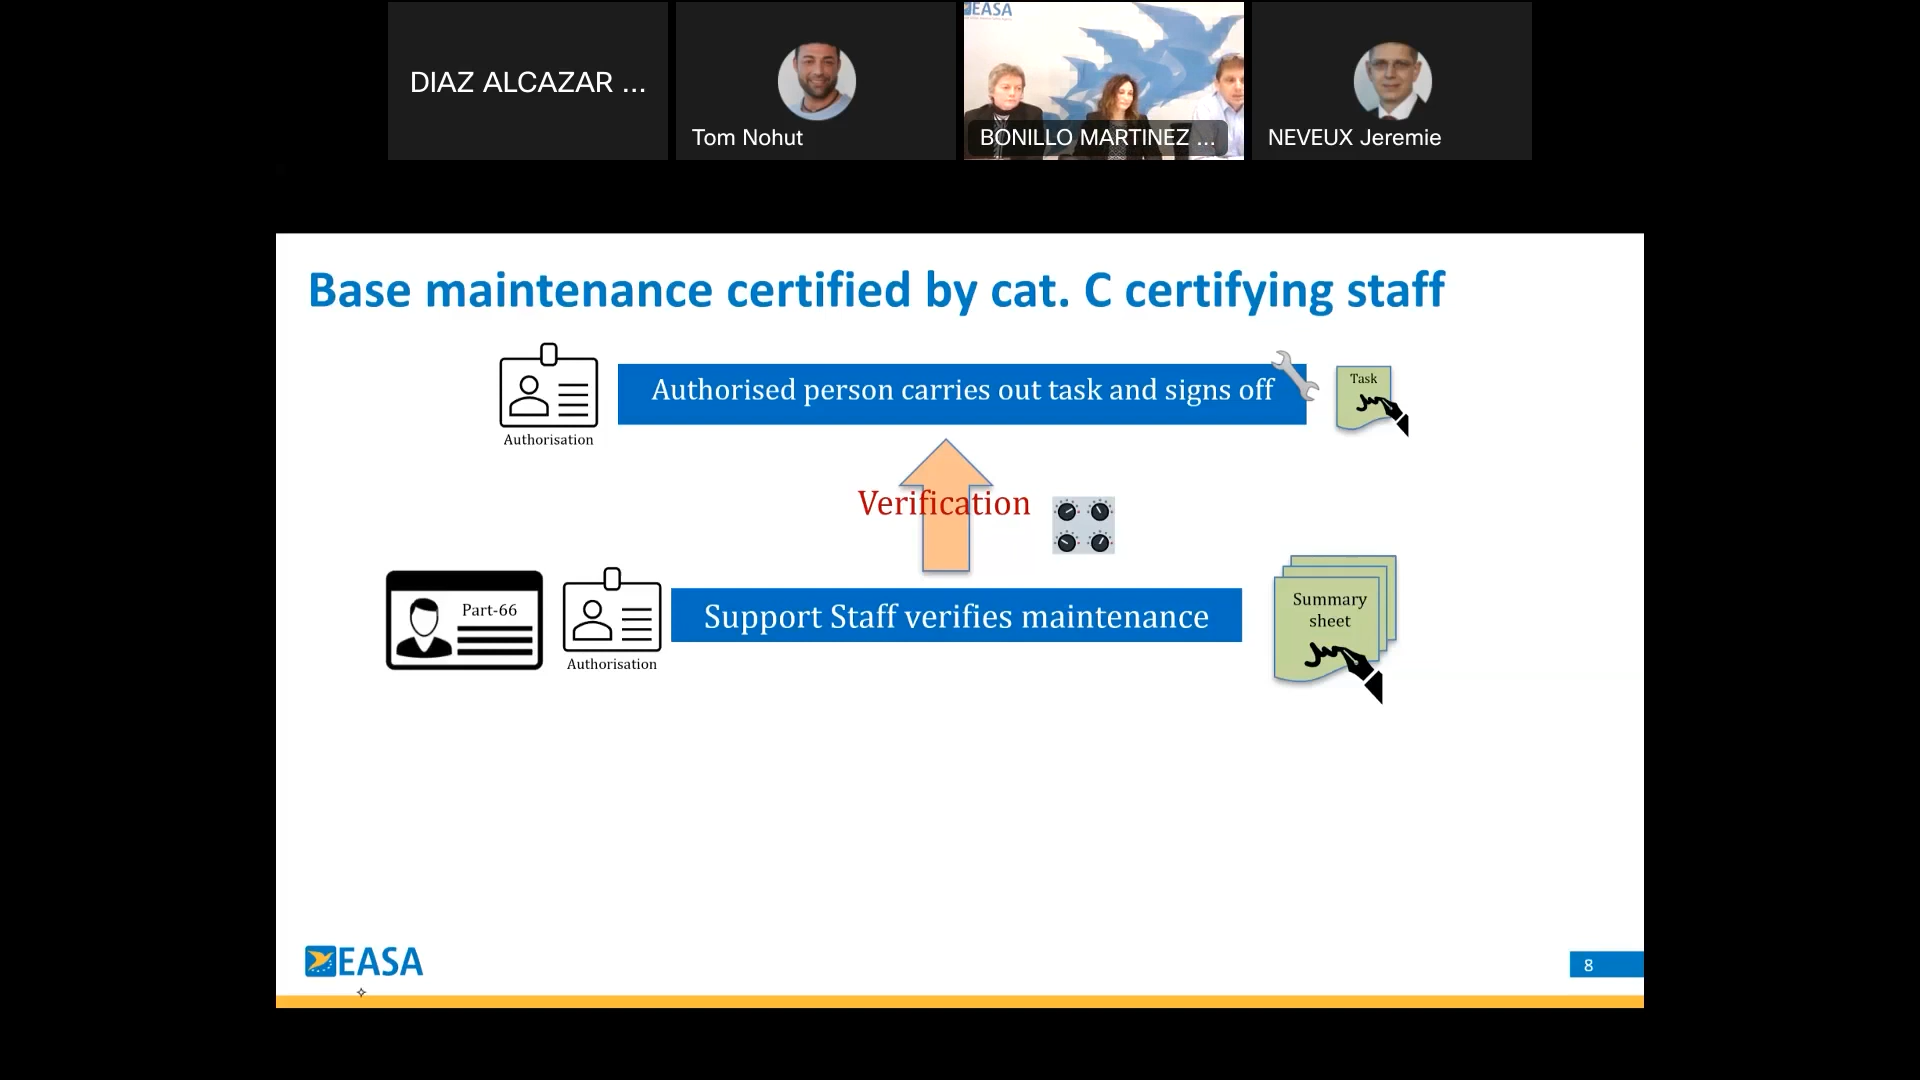 DIAZ ALCAZAR ...
Tom Nohut
EASA
BONILLO MARTINEZ ...
NEVEUX Jeremie
Base maintenance certified by cat. C certifying staff
Authorisation
Authorised person carries out task and signs off
Task
Verification
Part-66
Authorisation
Support Staff verifies maintenance
Summary
sheet
EASA
8